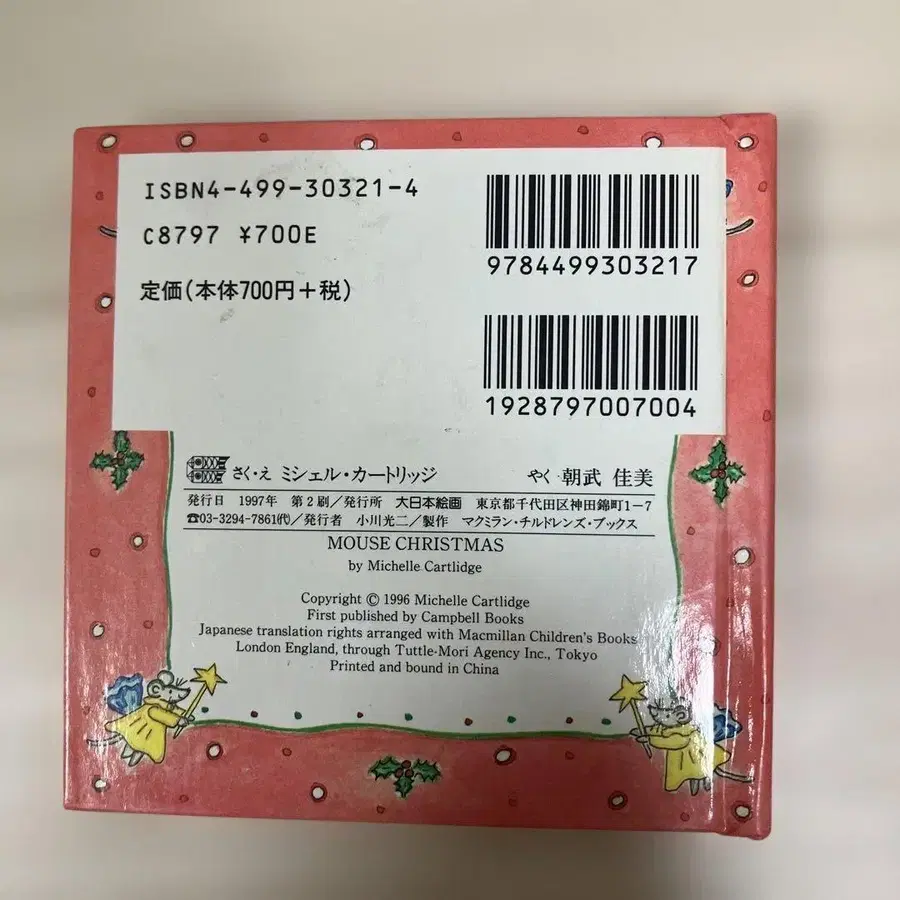 ISBN4-499-30321-4
C8797 ¥700E
定価(本体700円+税)
9784499303217
1928797007004
さく・え ミシェル・カートリッジ やく 朝武 佳美
発行日 1997年 第2刷/発行所 大日本絵画 東京都千代田区神田錦町1-7
☎03-3294-7861(代)/発行者 小川光二/製作 マクミラン・チルドレンズ・ブックス
MOUSE CHRISTMAS
by Michelle Cartlidge
Copyright © 1996 Michelle Cartlidge
First published by Campbell Books
Japanese translation rights arranged with Macmillan Children's Books
London England, through Tuttle-Mori Agency Inc., Tokyo
Printed and bound in China